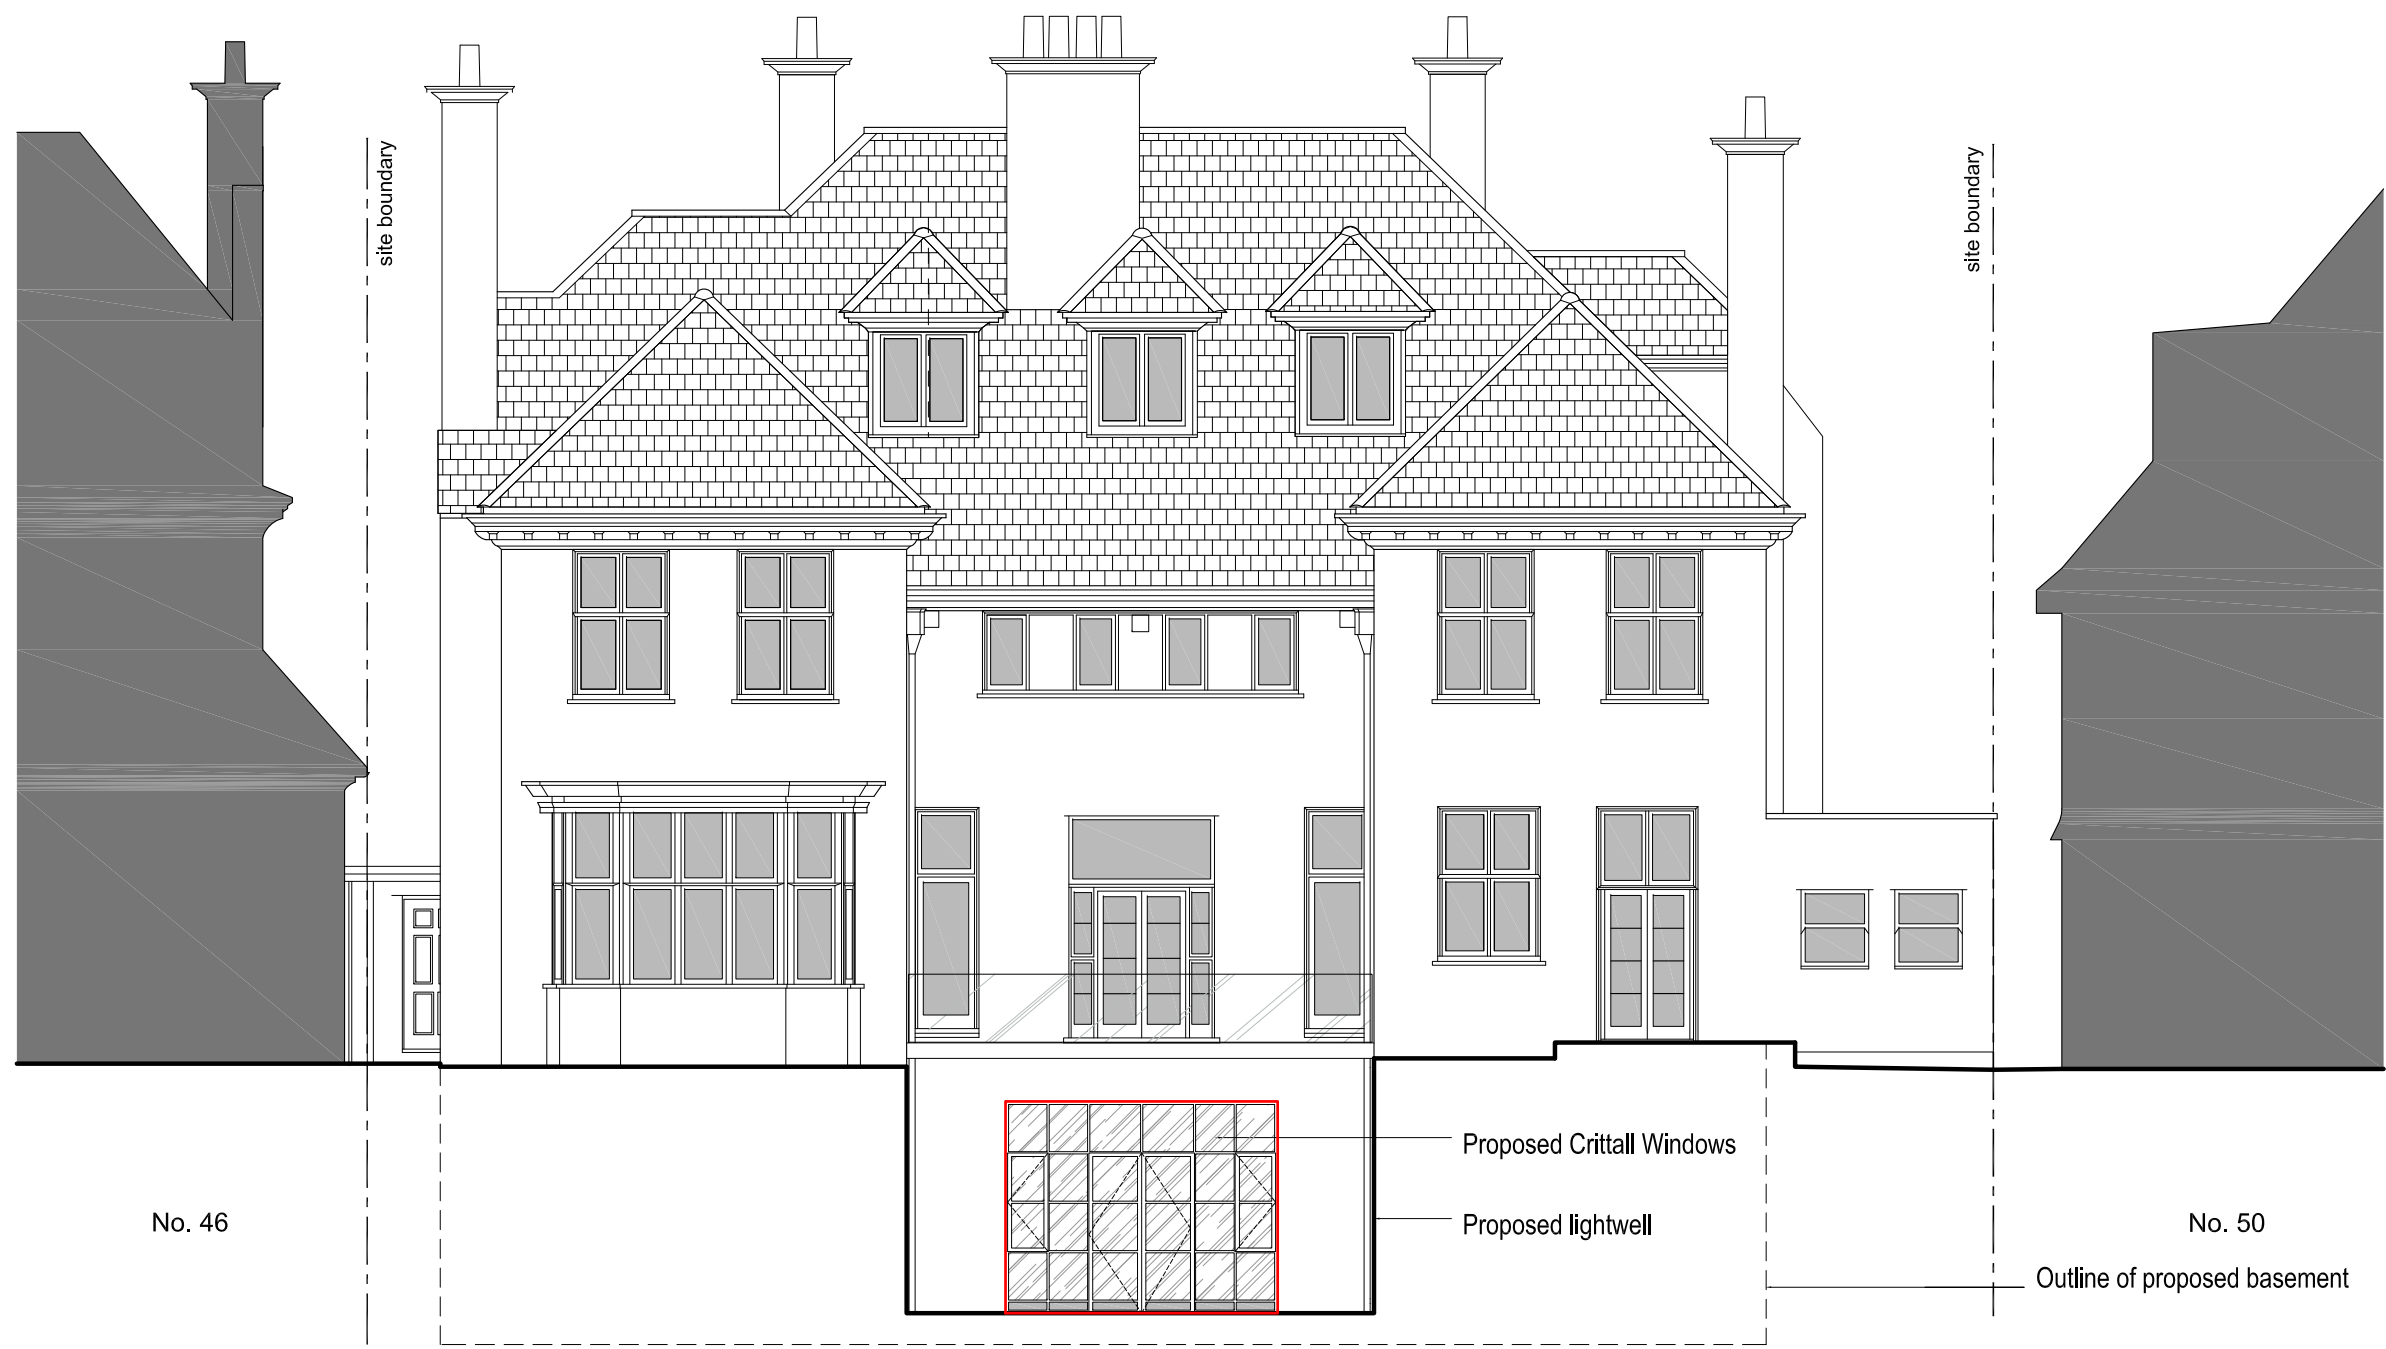 site boundary
site boundary
Proposed Crittall Windows
No. 46
Proposed lightwell
No. 50
Outline of proposed basement